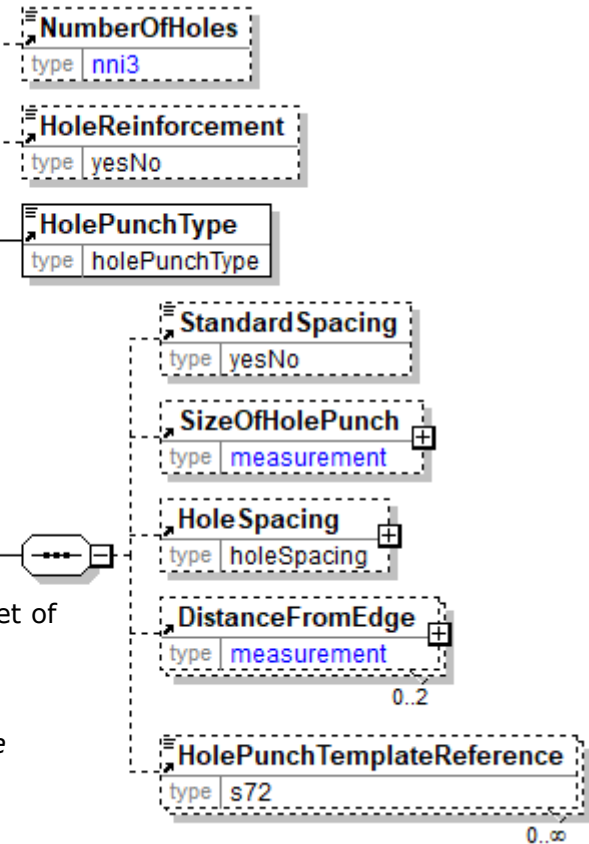 NumberOfHoles
type nni3
HoleReinforcement
type yesNo
HolePunchType
type holePunchType
StandardSpacing
type yesNo
SizeOfHolePunch
type measurement
HoleSpacing
type holeSpacing
et of
DistanceFromEdge
type measurement
0..2
e
HolePunchTemplateReference
type s72
0..∞